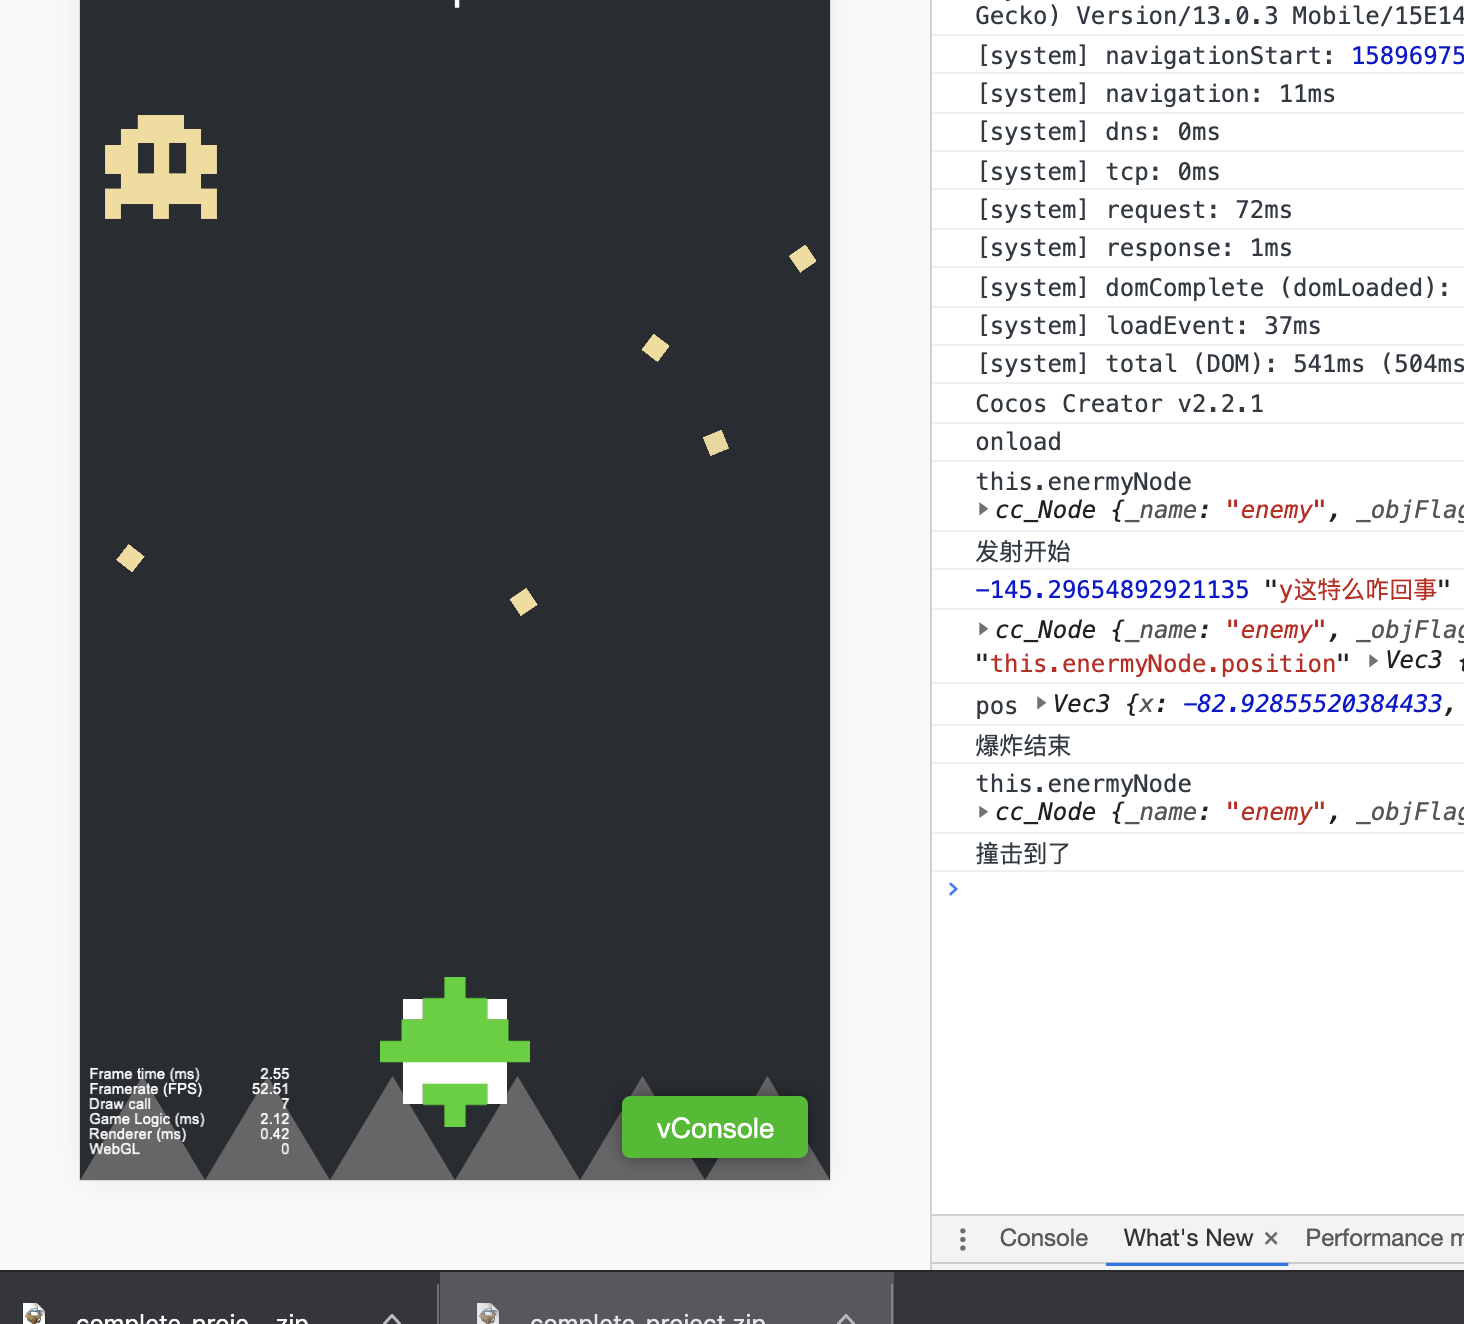 Gecko) Version/13.0.3 Mobile/15E14
[system] navigationStart: 15896975
[system] navigation: 11ms
[system] dns: 0ms
[system] tcp: 0ms
[system] request: 72ms
[system] response: 1ms
[system] domComplete (domLoaded):
[system] loadEvent: 37ms
[system] total (DOM): 541ms (504ms
Cocos Creator v2.2.1
onload
this.enermyNode
cc_Node {_name: "enemy", _objFlag
发射开始
-145.29654892921135 "y这特么咋回事"
cc_Node {_name: "enemy", _objFlag
"this.enermyNode.position" Vec3 {
pos Vec3 {x: -82.92855520384433,
爆炸结束
this.enermyNode
cc_Node {_name: "enemy", _objFlag
撞击到了
Frame time (ms) 2.55
Framerate (FPS) 52.51
Draw call 7
Game Logic (ms) 2.12
Renderer (ms) 0.42
WebGL 0
vConsole
Console What's New × Performance m
complete_proje....zip complete_project.zip